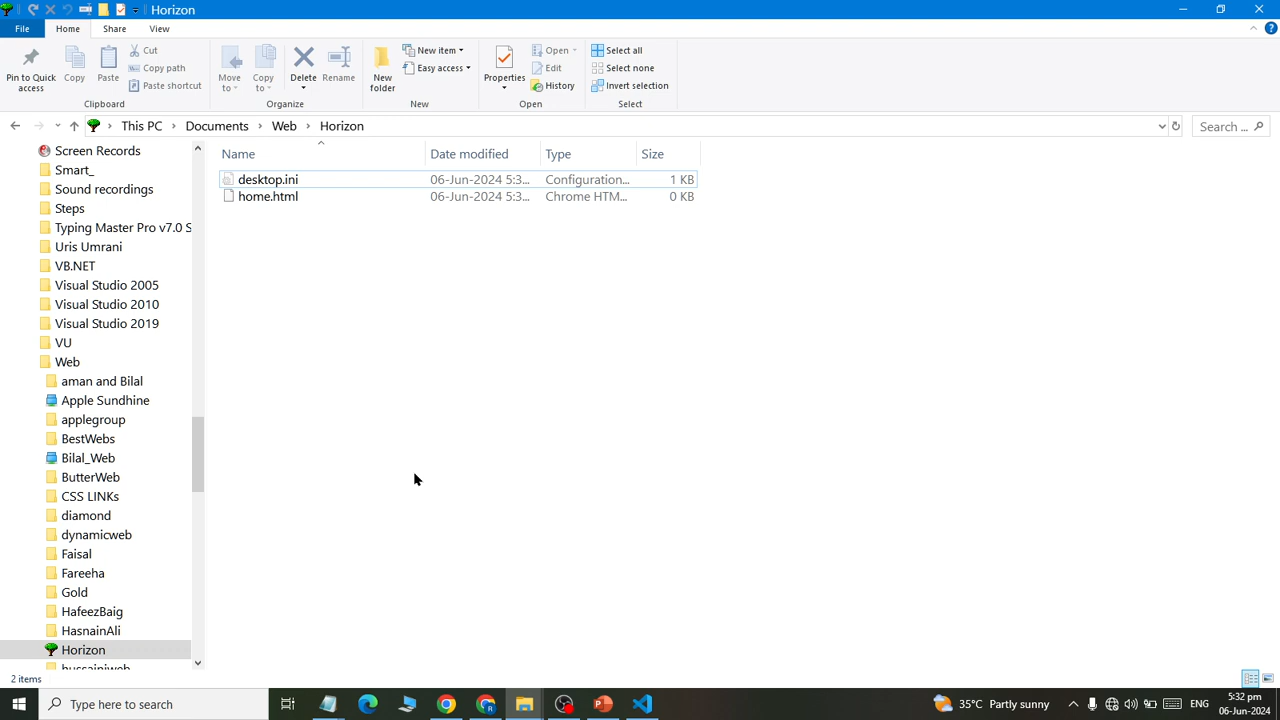 Horizon
File Home Share View
Pin to Quick access
Copy
Paste
Cut
Copy path
Paste shortcut
Clipboard
Move to
Copy to
Delete
Rename
Organize
New folder
New item
Easy access
New
Properties
Open
Edit
History
Open
Select all
Select none
Invert selection
Select
This PC Documents Web Horizon
Search ...
Screen Records
Smart_
Sound recordings
Steps
Typing Master Pro v7.0 S
Uris Umrani
VB.NET
Visual Studio 2005
Visual Studio 2010
Visual Studio 2019
VU
Web
aman and Bilal
Apple Sundhine
applegroup
BestWebs
Bilal_Web
ButterWeb
CSS LINKs
diamond
dynamicweb
Faisal
Fareeha
Gold
HafeezBaig
HasnainAli
Horizon
hussainiweb
Name Date modified Type Size
desktop.ini 06-Jun-2024 5:3... Configuration... 1 KB
home.html 06-Jun-2024 5:3... Chrome HTM... 0 KB
2 items
Type here to search
35°C Partly sunny
ENG
5:32 pm
06-Jun-2024